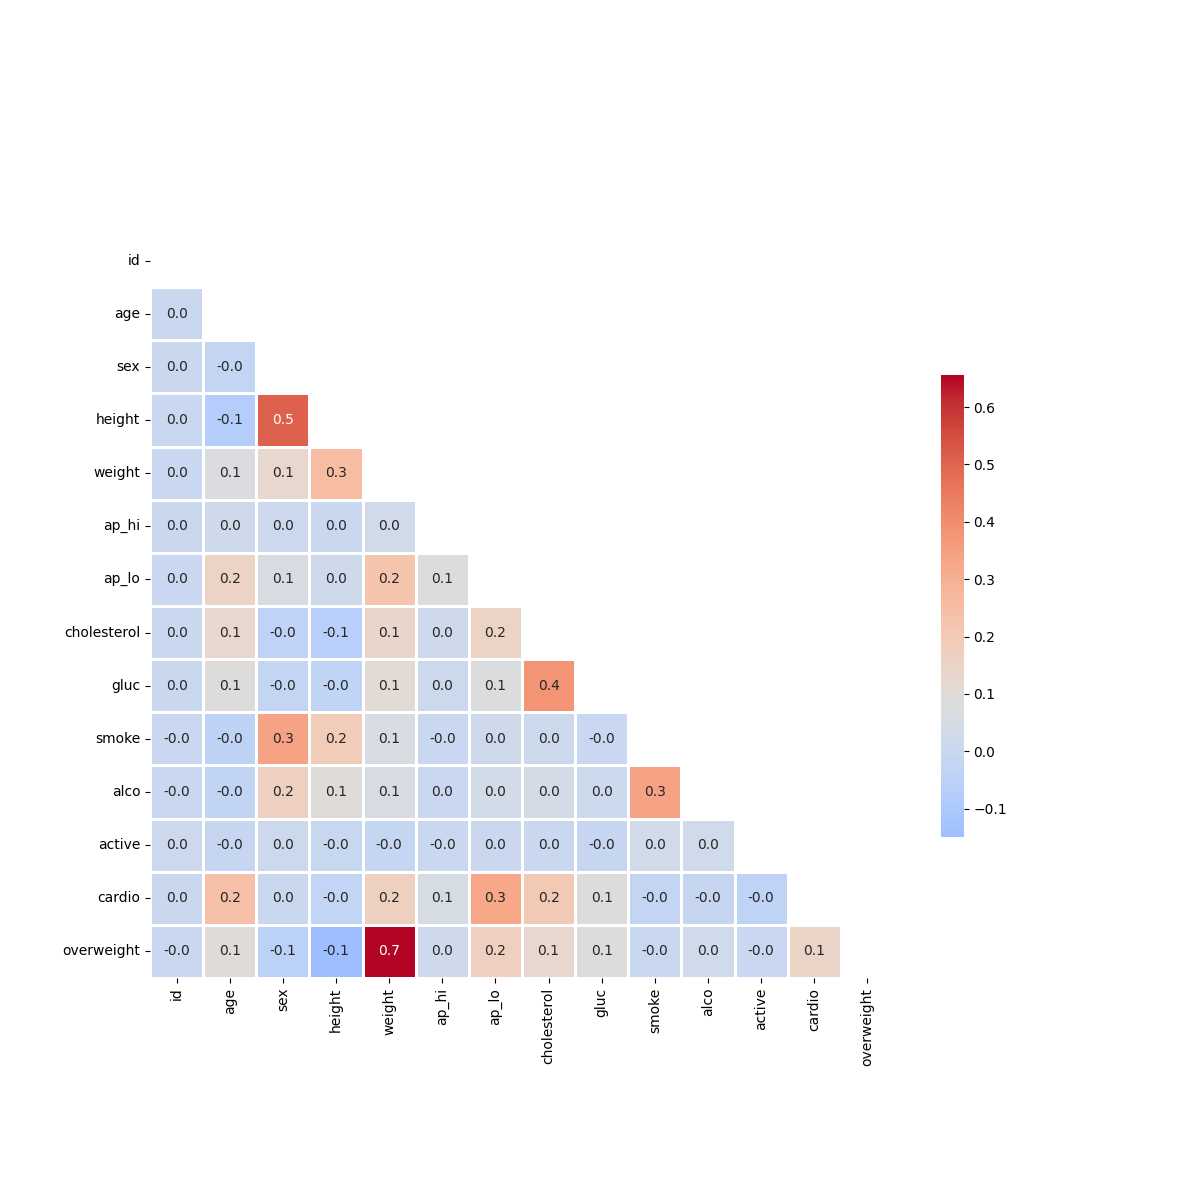 id
age 0.0
sex 0.0 -0.0
height 0.0 -0.1 0.5
weight 0.0 0.1 0.1 0.3
ap_hi 0.0 0.0 0.0 0.0 0.0
ap_lo 0.0 0.2 0.1 0.0 0.2 0.1
cholesterol 0.0 0.1 -0.0 -0.1 0.1 0.0 0.2
gluc 0.0 0.1 -0.0 -0.0 0.1 0.0 0.1 0.4
smoke -0.0 -0.0 0.3 0.2 0.1 -0.0 0.0 0.0 -0.0
alco -0.0 -0.0 0.2 0.1 0.1 0.0 0.0 0.0 0.0 0.3
active 0.0 -0.0 0.0 -0.0 -0.0 -0.0 0.0 0.0 -0.0 0.0 0.0
cardio 0.0 0.2 0.0 -0.0 0.2 0.1 0.3 0.2 0.1 -0.0 -0.0 -0.0
overweight -0.0 0.1 -0.1 -0.1 0.7 0.0 0.2 0.1 0.1 -0.0 0.0 -0.0 0.1
id age sex height weight ap_hi ap_lo cholesterol gluc smoke alco active cardio overweight
0.6
0.5
0.4
0.3
0.2
0.1
0.0
−0.1